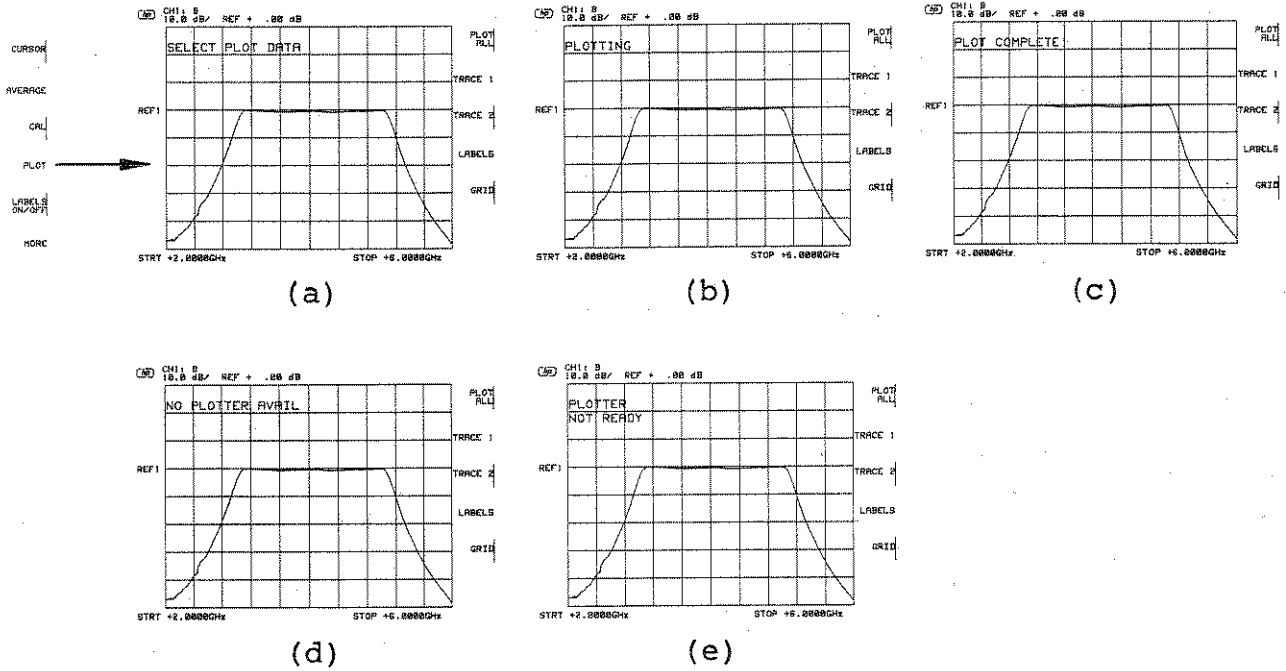 CURSOR
AVERAGE
CAL
PLOT
LABELS
ON/OFF
MORE
hp CH1: B
10.0 dB/ REF + .00 dB
SELECT PLOT DATA
REF1
STRT +2.0000GHz STOP +6.0000GHz
PLOT
ALL
TRACE 1
TRACE 2
LABELS
GRID
(a)
hp CH1: B
10.0 dB/ REF + .00 dB
PLOTTING
REF1
STRT +2.0000GHz STOP +6.0000GHz
PLOT
ALL
TRACE 1
TRACE 2
LABELS
GRID
(b)
hp CH1: B
10.0 dB/ REF + .00 dB
PLOT COMPLETE
REF1
STRT +2.0000GHz STOP +6.0000GHz
PLOT
ALL
TRACE 1
TRACE 2
LABELS
GRID
(c)
hp CH1: B
10.0 dB/ REF + .00 dB
NO PLOTTER AVAIL
REF1
STRT +2.0000GHz STOP +6.0000GHz
PLOT
ALL
TRACE 1
TRACE 2
LABELS
GRID
(d)
hp CH1: B
10.0 dB/ REF + .00 dB
PLOTTER
NOT READY
REF1
STRT +2.0000GHz STOP +6.0000GHz
PLOT
ALL
TRACE 1
TRACE 2
LABELS
GRID
(e)